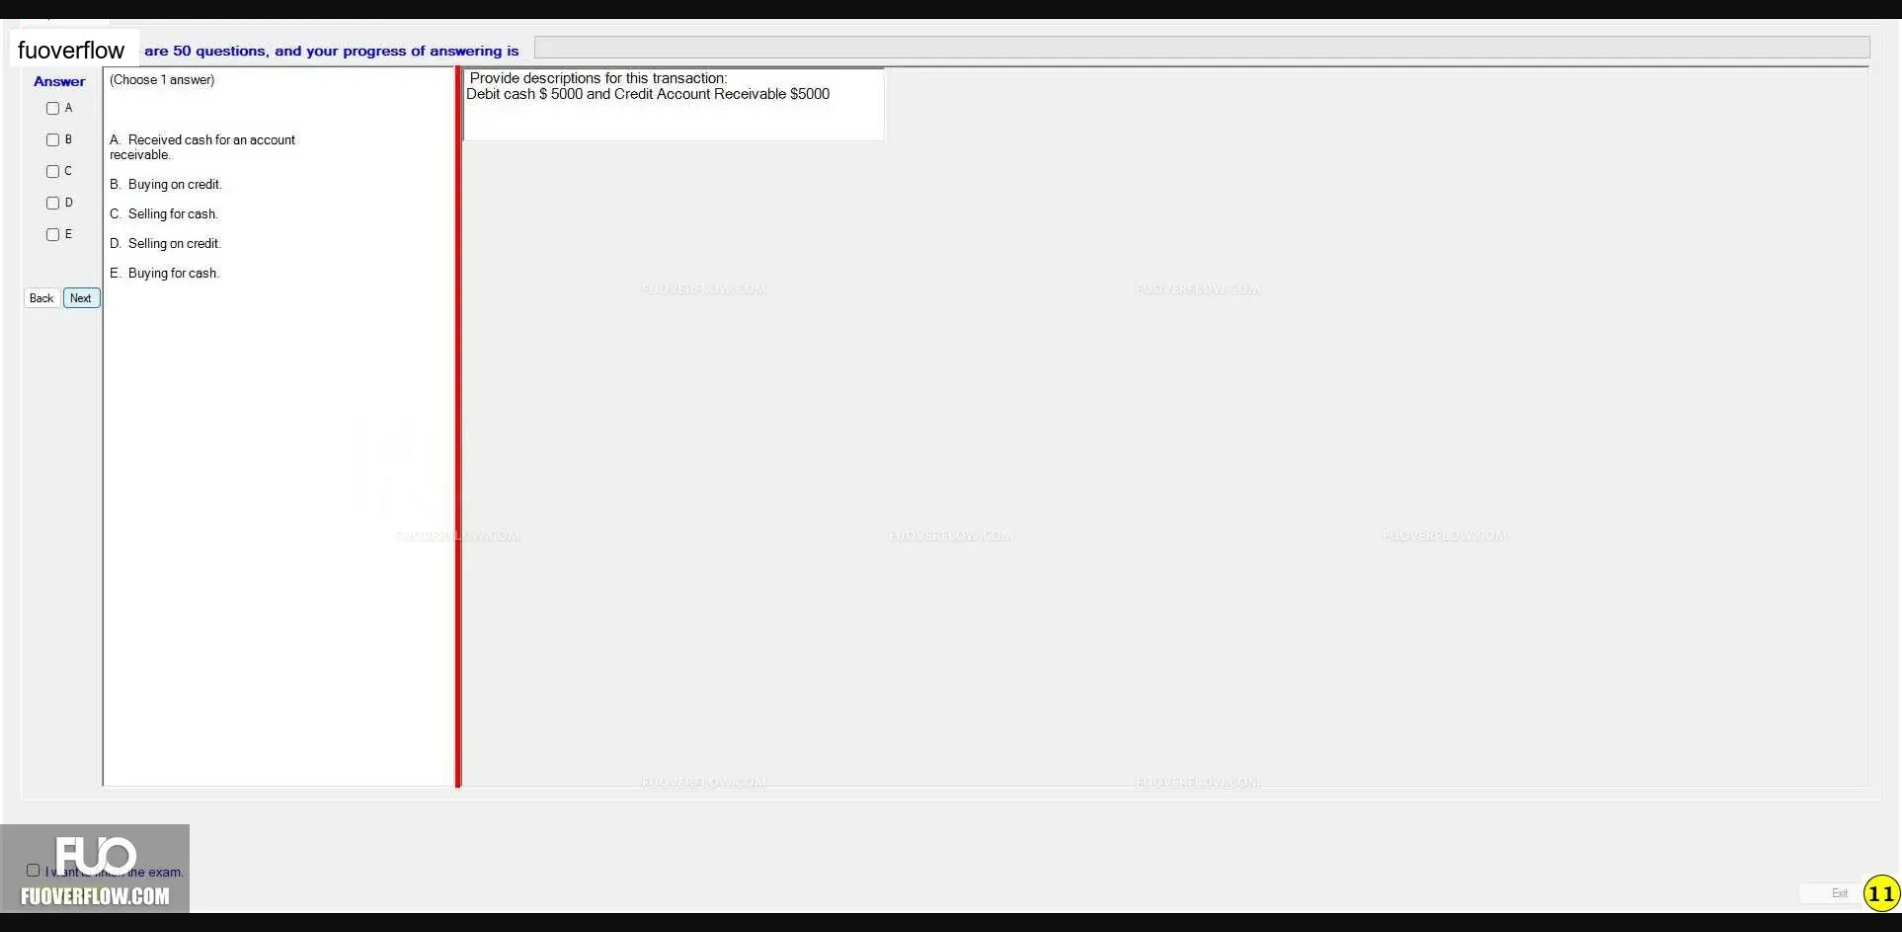 fuoverflow are 50 questions, and your progress of answering is
Answer
A
B
C
D
E
Back Next
(Choose 1 answer)
A. Received cash for an account
receivable.
B. Buying on credit.
C. Selling for cash.
D. Selling on credit.
E. Buying for cash.
Provide descriptions for this transaction:
Debit cash $ 5000 and Credit Account Receivable $5000
FUOVERFLOW.COM FUOVERFLOW.COM
FUOVERFLOW.COM FUOVERFLOW.COM FUOVERFLOW.COM
FUOVERFLOW.COM FUOVERFLOW.COM
FUO
I want to finish the exam.
FUOVERFLOW.COM
Exit 11